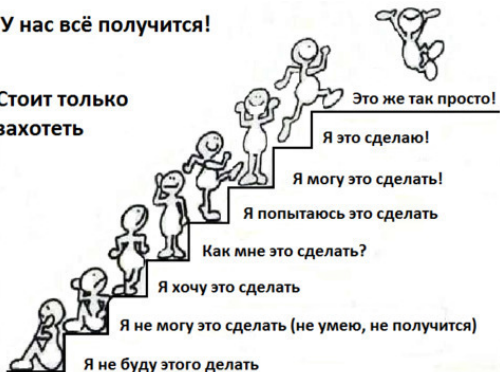 У нас всё получится!
Стоит только
захотеть
Это же так просто!
Я это сделаю!
Я могу это сделать!
Я попытаюсь это сделать
Как мне это сделать?
Я хочу это сделать
Я не могу это сделать (не умею, не получится)
Я не буду этого делать